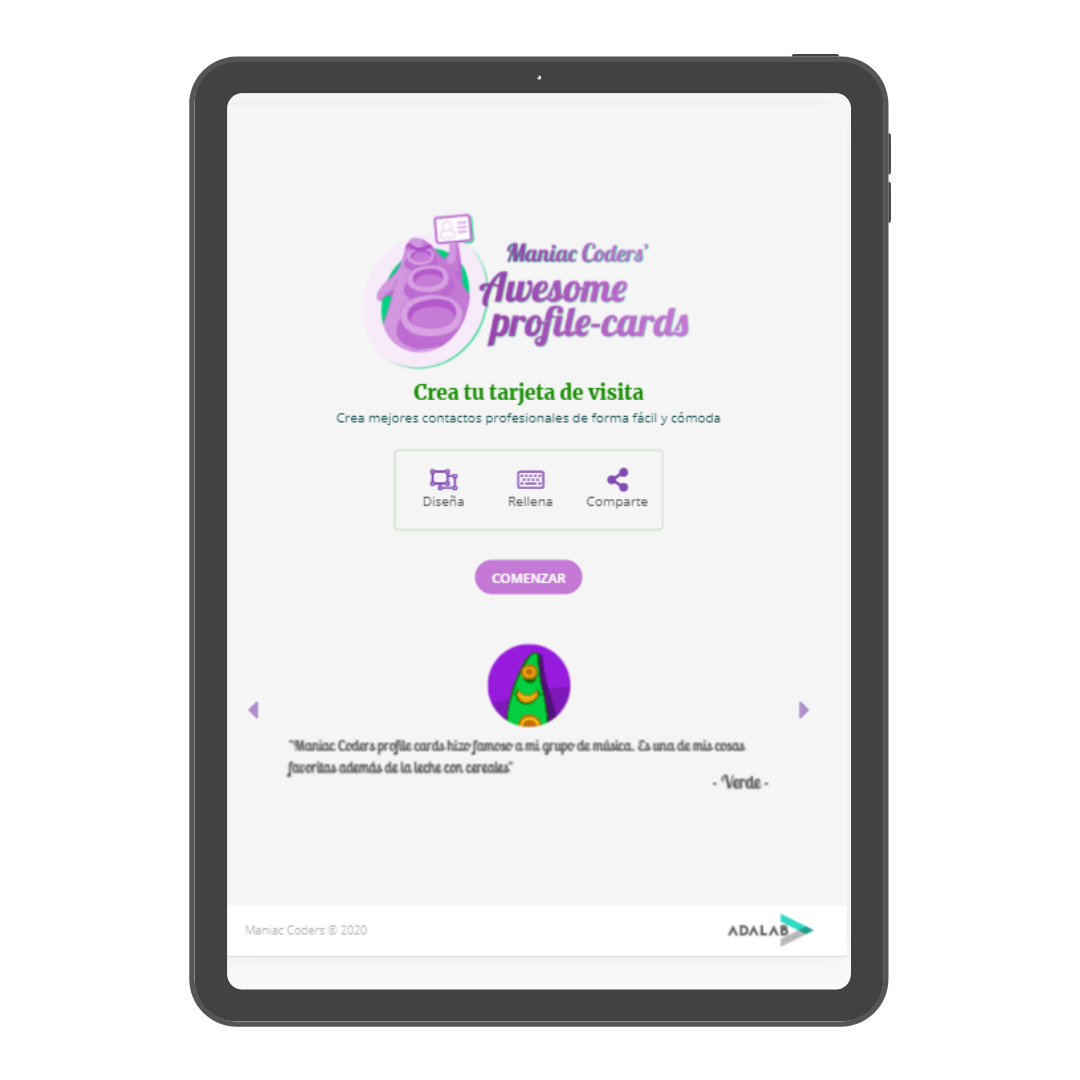 Maniac Coders'
Awesome
profile-cards
Crea tu tarjeta de visita
Crea mejores contactos profesionales de forma fácil y cómoda
Diseña Rellena Comparte
COMENZAR
"Maniac Coders profile cards hizo famoso a mi grupo de música. Es una de mis cosas
favoritas además de la leche con cereales"
- Verde -
Maniac Coders © 2020 ADALAB